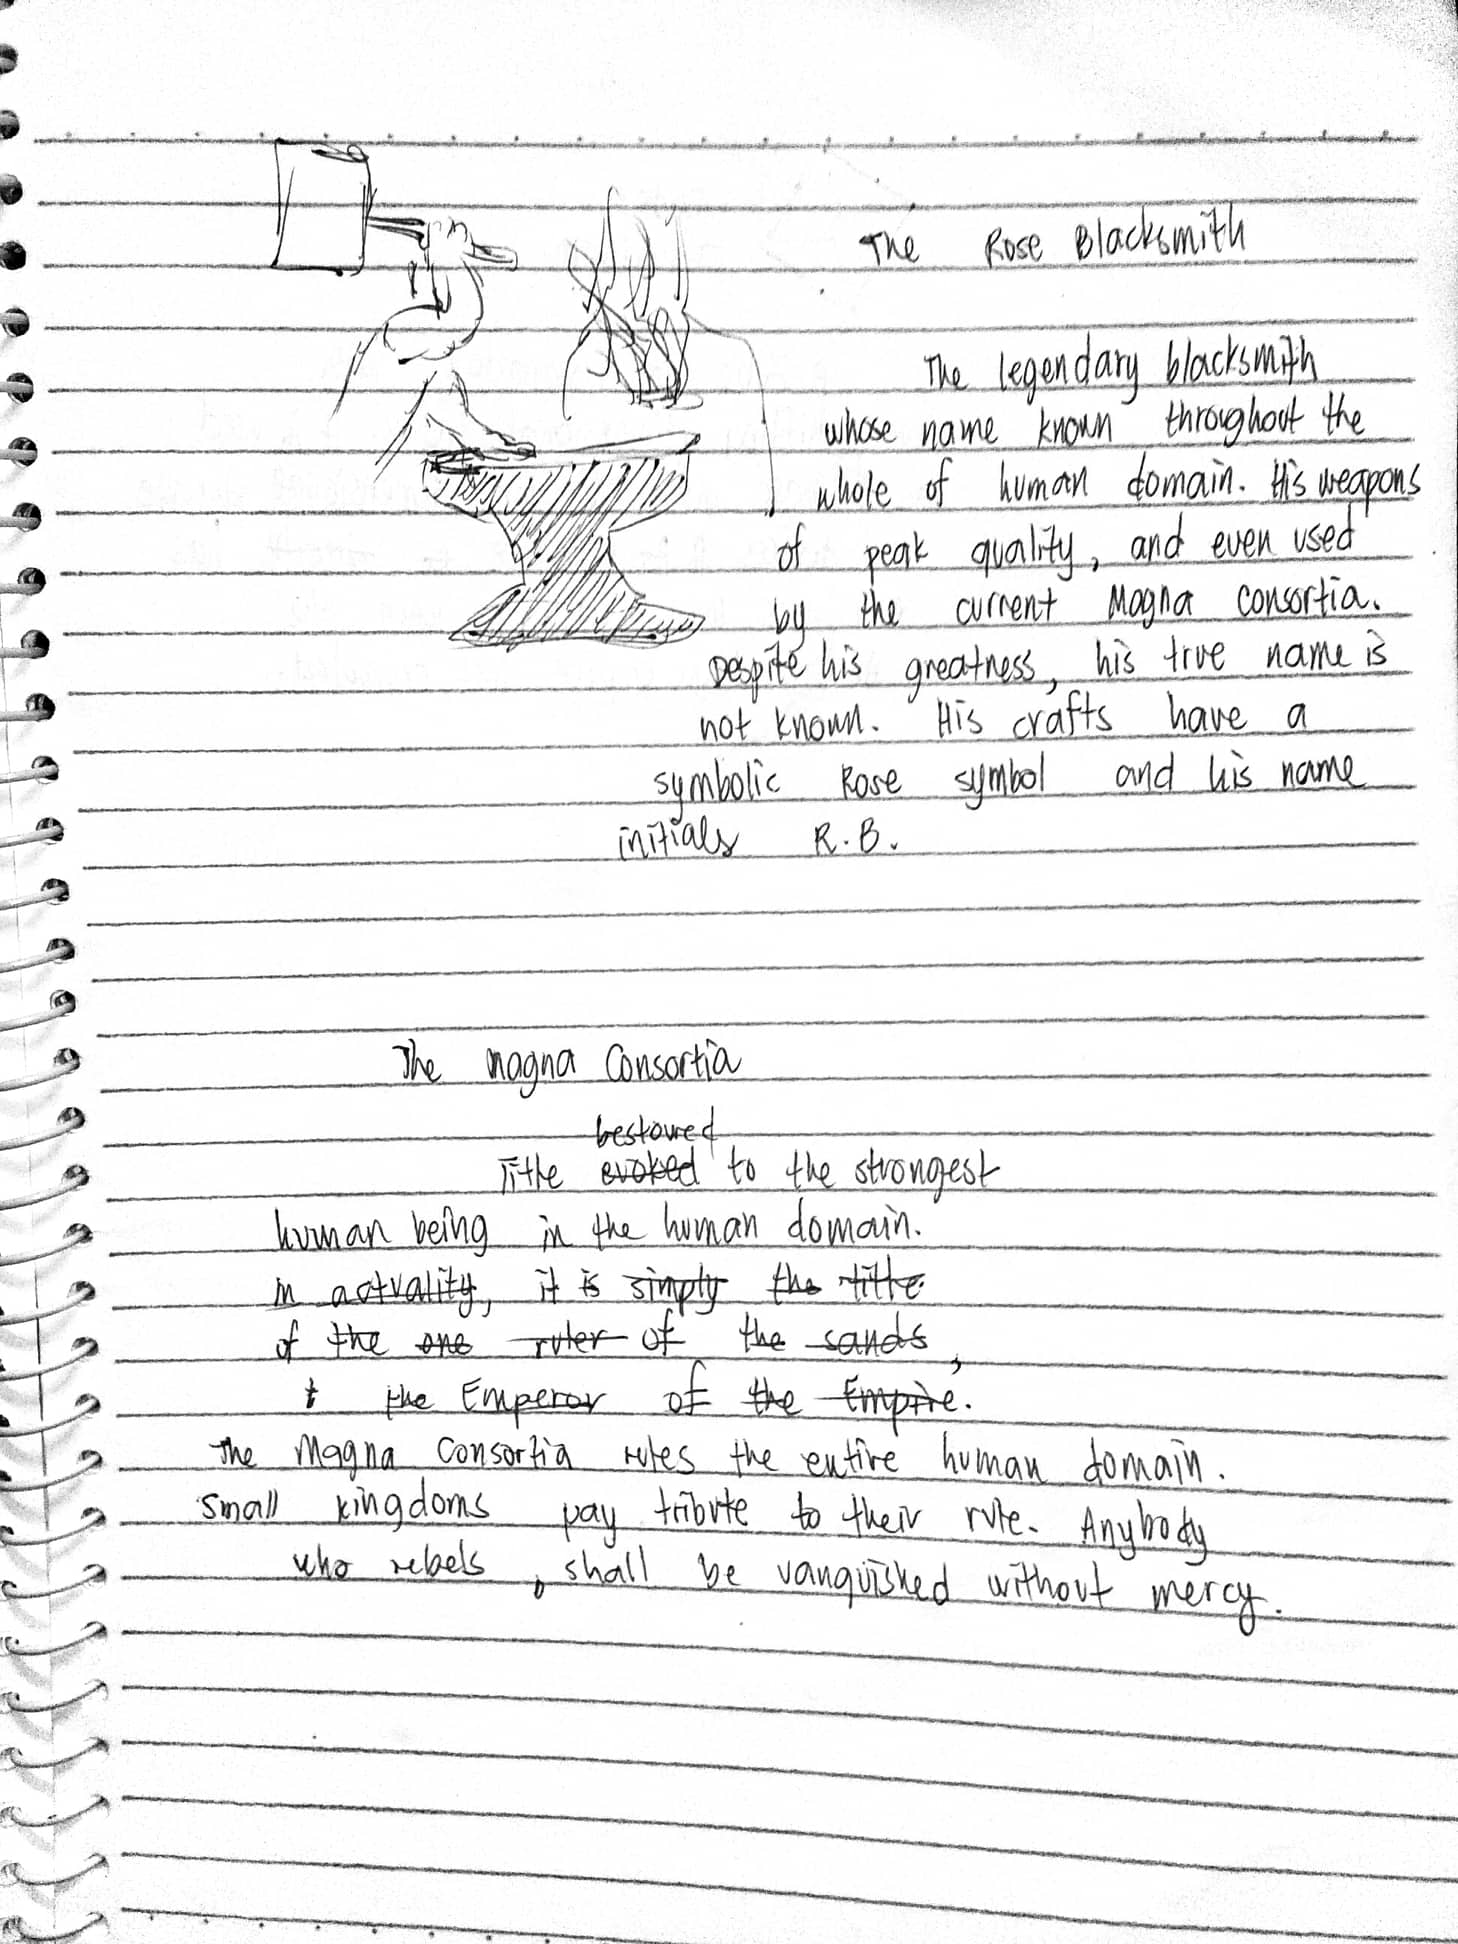 The Rose Blacksmith
The legendary blacksmith
whose name known throughout the
whole of human domain. His weapons
of peak quality, and even used
by the current Magna Consortia.
Despite his greatness, his true name is
not known. His crafts have a
symbolic Rose symbol and his name
initials R.B.
The Magna Consortia
bestowed
Title evoked to the strongest
human being in the human domain.
in actuality, it is simply the title
of the one ruler of the sands,
t the Emperor of the Empire.
The Magna Consortia rules the entire human domain.
Small kingdoms pay tribute to their rule. Anybody
who rebels, shall be vanquished without mercy.